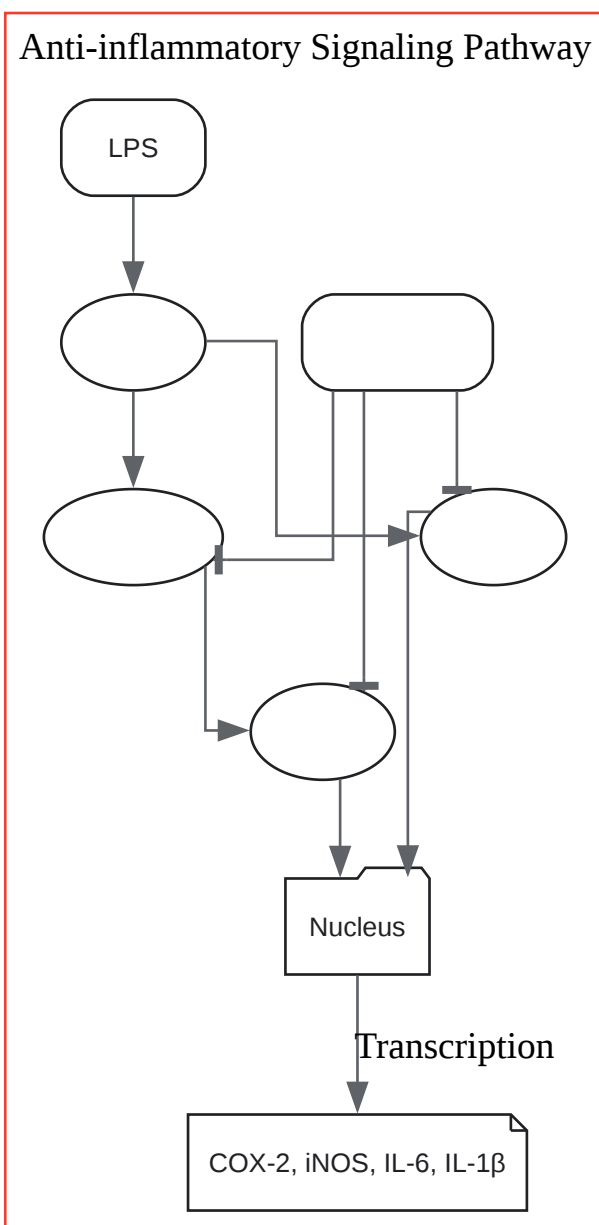 Anti-inflammatory Signaling Pathway
LPS
Nucleus
Transcription
COX-2, iNOS, IL-6, IL-1β